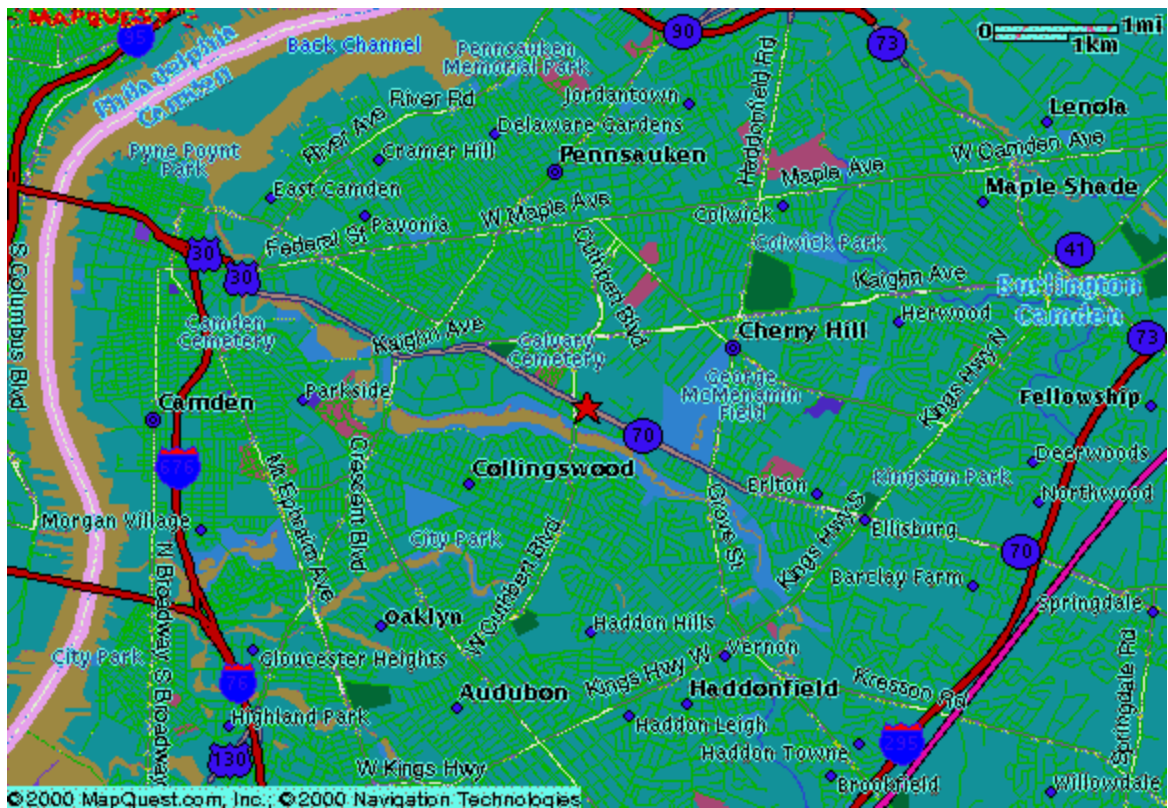 MAPQUEST
95
Philadelphia
Camden
Back Channel
Pennsauken
Memorial Park
90
73
0
1mi
1km
Haddonfield Rd
River Rd
Jordantown
Lenola
River Ave
Delaware Gardens
Pyne Poynt
Park
Cramer Hill
Pennsauken
W Camden Ave
Maple Ave
Maple Shade
East Camden
W Maple Ave
Colwick
Pavonia
Federal St
Cuthbert Blvd
Colwick Park
41
30
30
S Columbus Blvd
Kaighn Ave
Burlington
Camden
Camden
Cemetery
Kaighn Ave
Calvary
Cemetery
Cherry Hill
Herwood
Kings Hwy N
73
Parkside
George
McMenamin
Field
Fellowship
Camden
70
Crescent Blvd
Collingswood
Deerwoods
676
Mt Ephraim Ave
Erlton
Kingston Park
Northwood
Morgan Village
City Park
Grove St
Kings Hwy S
Ellisburg
70
N Broadway
W Cuthbert Blvd
Barclay Farm
Springdale
Oaklyn
Haddon Hills
City Park
Gloucester Heights
Vernon
S Broadway
76
Audubon
Kings Hwy W
Haddonfield
Kresson Rd
Springdale Rd
Highland Park
Haddon Leigh
295
130
Haddon Towne
W Kings Hwy
Brookfield
Willowdale
©2000 MapQuest.com, Inc.; ©2000 Navigation Technologies